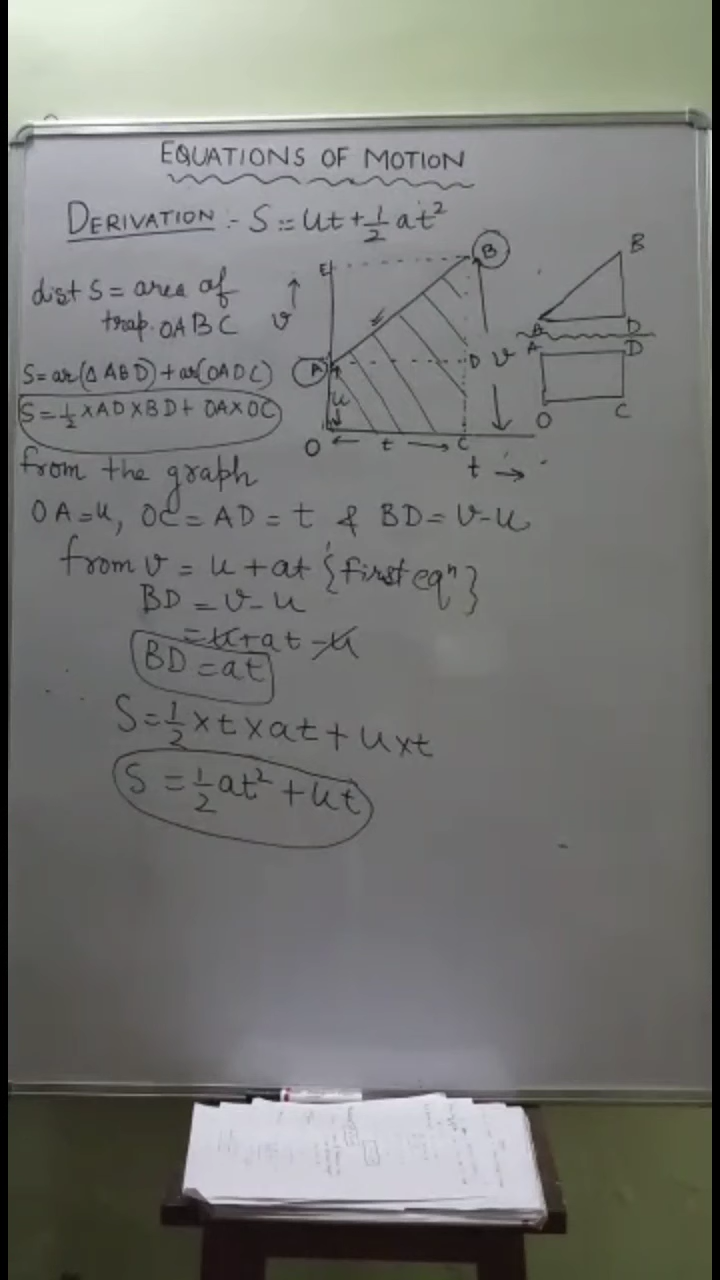 EQUATIONS OF MOTION
DERIVATION :- S = ut + 1/2 at²
dist S = area of
trap. OABC
S = ar(Δ ABD) + ar(OADC)
S = 1/2 × AD × BD + OA × OC
E
B
v
A
D
v
u
O
t
C
t
B
A
D
A
D
O
C
from the graph
OA = u, OC = AD = t & BD = v - u
from v = u + at {first eqⁿ}
BD = v - u
= u + at - u
BD = at
S = 1/2 × t × at + u × t
S = 1/2 at² + ut